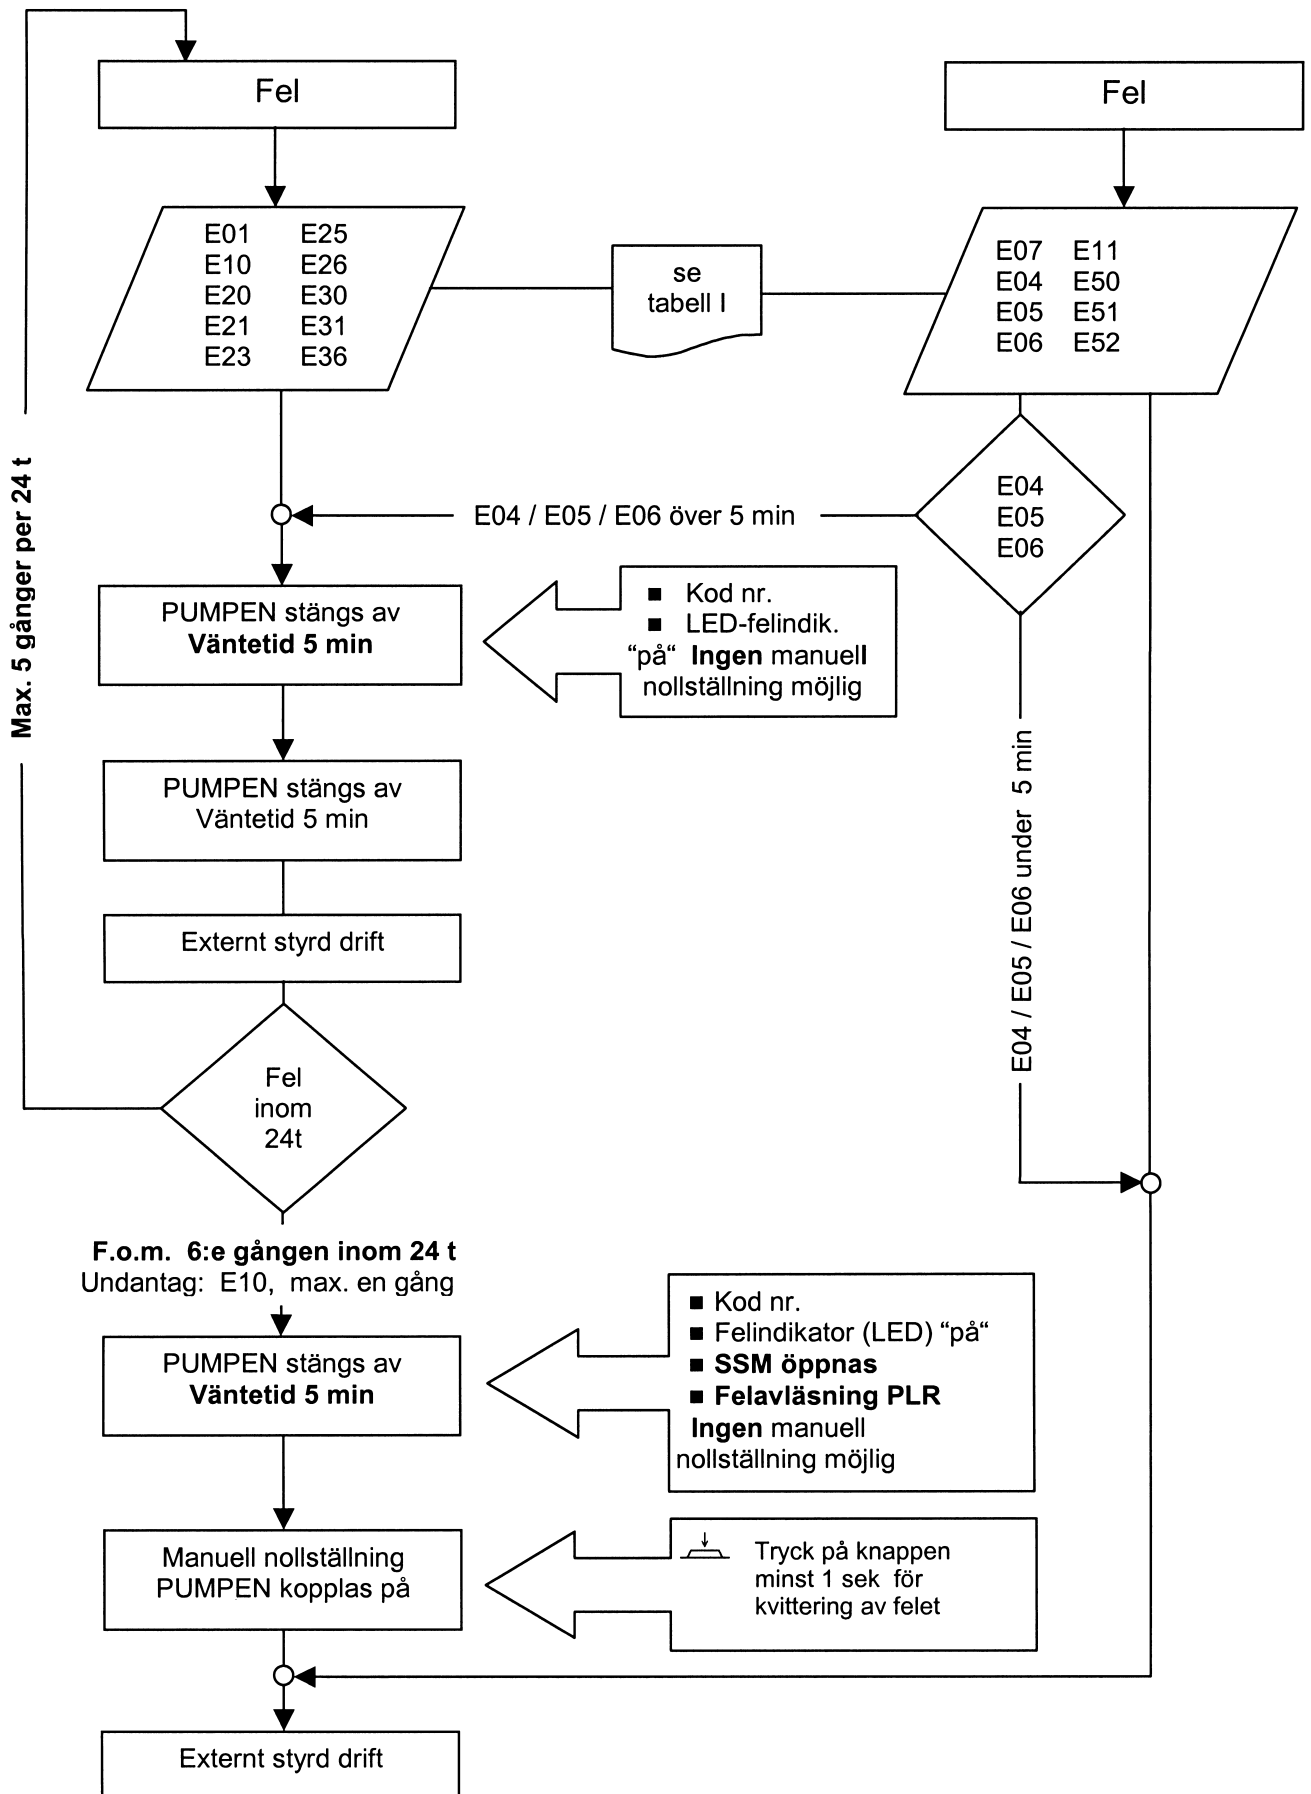 Fel
Fel
E01 E25
E10 E26
E20 E30
E21 E31
E23 E36
se
tabell I
E07 E11
E04 E50
E05 E51
E06 E52
Max. 5 gånger per 24 t
E04 / E05 / E06 över 5 min
E04
E05
E06
PUMPEN stängs av
Väntetid 5 min
■ Kod nr.
■ LED-felindik.
“på“ Ingen manuell
nollställning möjlig
PUMPEN stängs av
Väntetid 5 min
E04 / E05 / E06 under 5 min
Externt styrd drift
Fel
inom
24t
F.o.m. 6:e gången inom 24 t
Undantag: E10, max. en gång
PUMPEN stängs av
Väntetid 5 min
■ Kod nr.
■ Felindikator (LED) “på“
■ SSM öppnas
■ Felavläsning PLR
Ingen manuell
nollställning möjlig
Manuell nollställning
PUMPEN kopplas på
Tryck på knappen
minst 1 sek för
kvittering av felet
Externt styrd drift